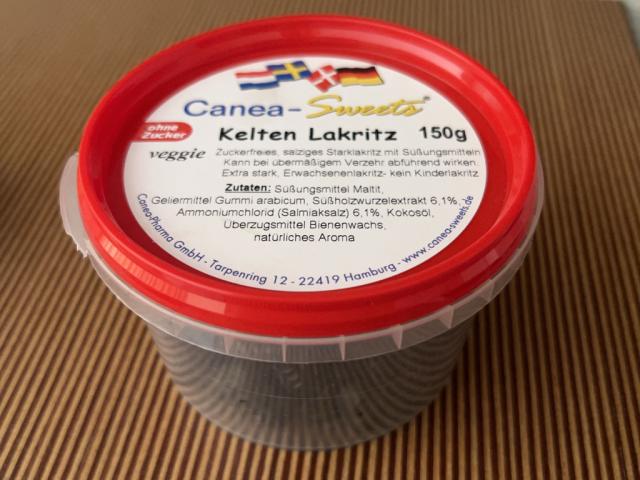 Canea-Sweets®
ohne
Zucker
Kelten Lakritz 150g
veggie
Zuckerfreies, salziges Starklakritz mit Süßungsmitteln
Kann bei übermäßigem Verzehr abführend wirken.
Extra stark, Erwachsenenlakritz- kein Kinderlakritz
Zutaten: Süßungsmittel Maltit,
Geliermittel Gummi arabicum, Süßholzwurzelextrakt 6,1%,
Ammoniumchlorid (Salmiaksalz) 6,1%, Kokosöl,
Überzugsmittel Bienenwachs,
natürliches Aroma
Canea-Pharma GmbH - Tarpenring 12 - 22419 Hamburg - www.canea-sweets.de